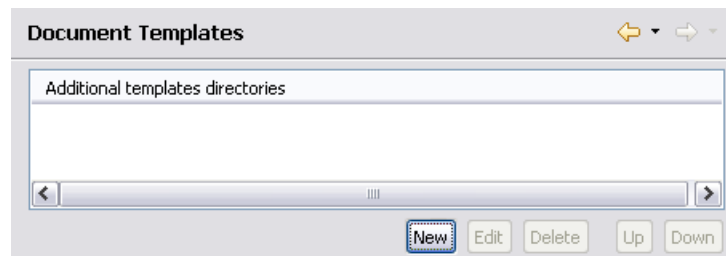 Document Templates
Additional templates directories
New Edit Delete Up Down